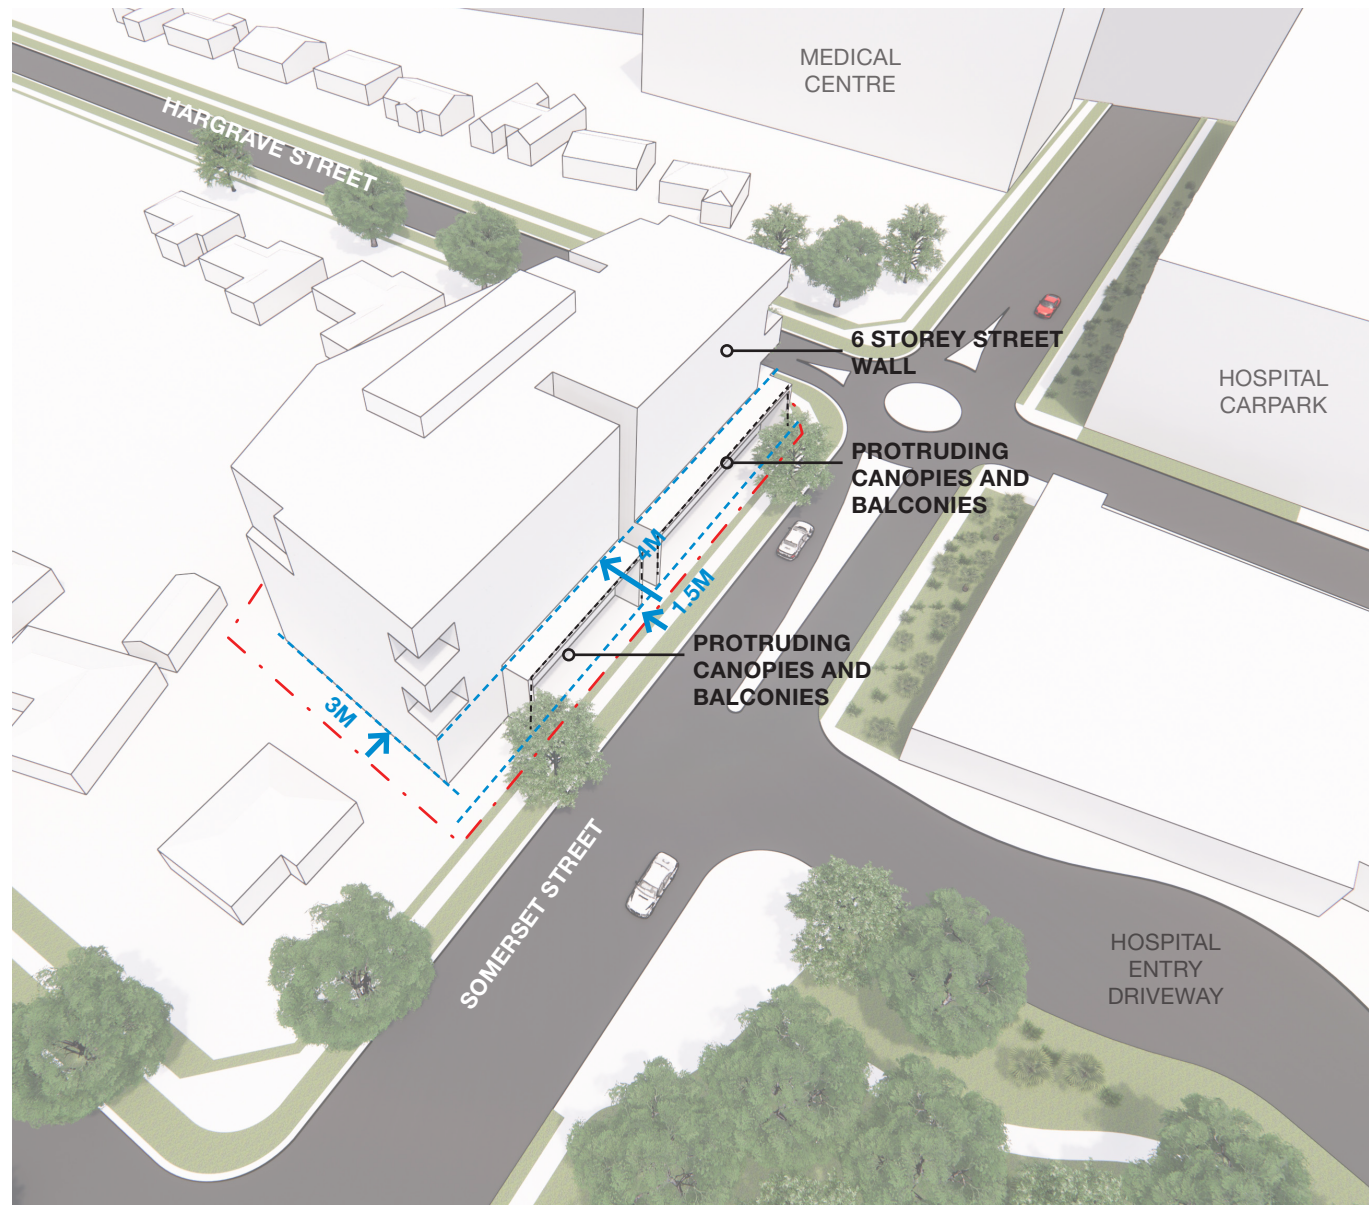 MEDICAL
CENTRE
HARGRAVE STREET
6 STOREY STREET
WALL
HOSPITAL
CARPARK
PROTRUDING
CANOPIES AND
BALCONIES
4M
1.5M
PROTRUDING
CANOPIES AND
BALCONIES
3M
SOMERSET STREET
HOSPITAL
ENTRY
DRIVEWAY